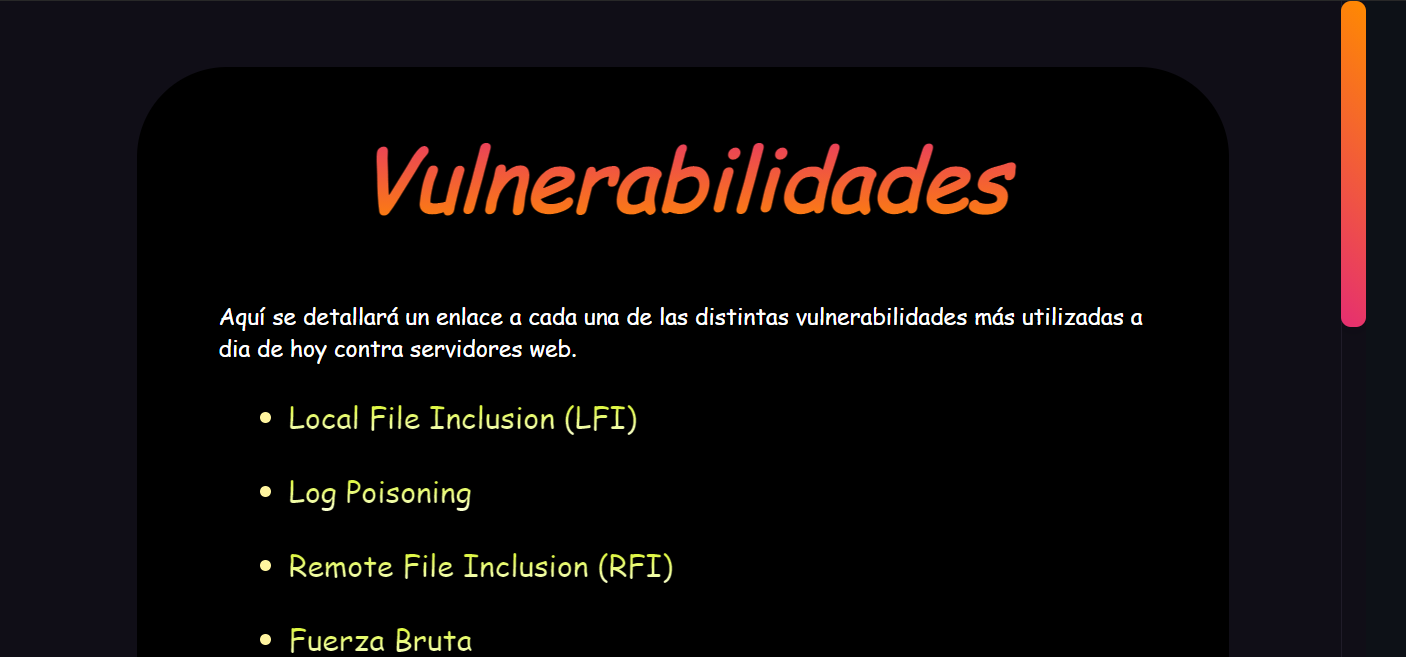 Vulnerabilidades
Aquí se detallará un enlace a cada una de las distintas vulnerabilidades más utilizadas a
dia de hoy contra servidores web.
Local File Inclusion (LFI)
Log Poisoning
Remote File Inclusion (RFI)
Fuerza Bruta